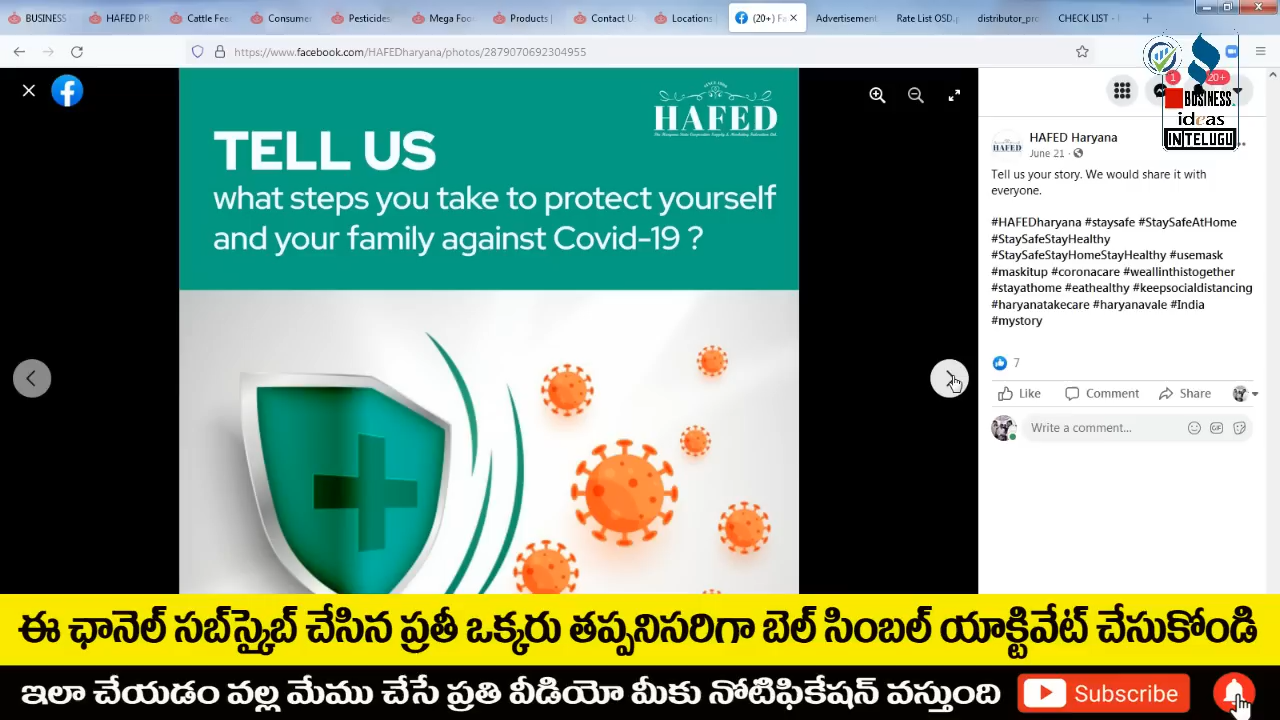 BUSINESS
HAFED PR
Cattle Fee
Consumer
Pesticides
Mega Foo
Products |
Contact U
Locations
(20+) Fa
Advertisement
Rate List OSD.p
distributor_pro
CHECK LIST -
https://www.facebook.com/HAFEDharyana/photos/2879070692304955
1
20+
BUSINESS
ideas
IN TELUGU
HAFED
TELL US
what steps you take to protect yourself
and your family against Covid-19 ?
HAFED
HAFED Haryana
June 21
Tell us your story. We would share it with
everyone.
#HAFEDharyana #staysafe #StaySafeAtHome
#StaySafeStayHealthy
#StaySafeStayHomeStayHealthy #usemask
#maskitup #coronacare #weallinthistogether
#stayathome #eathealthy #keepsocialdistancing
#haryanatakecare #haryanavale #India
#mystory
7
Like
Comment
Share
Write a comment...
GIF
ఈ ఛానెల్ సబ్‌స్క్రైబ్ చేసిన ప్రతీ ఒక్కరు తప్పనిసరిగా బెల్ సింబల్ యాక్టివేట్ చేసుకోండి
ఇలా చేయడం వల్ల మేము చేసే ప్రతి వీడియో మీకు నోటిఫికేషన్ వస్తుంది
Subscribe